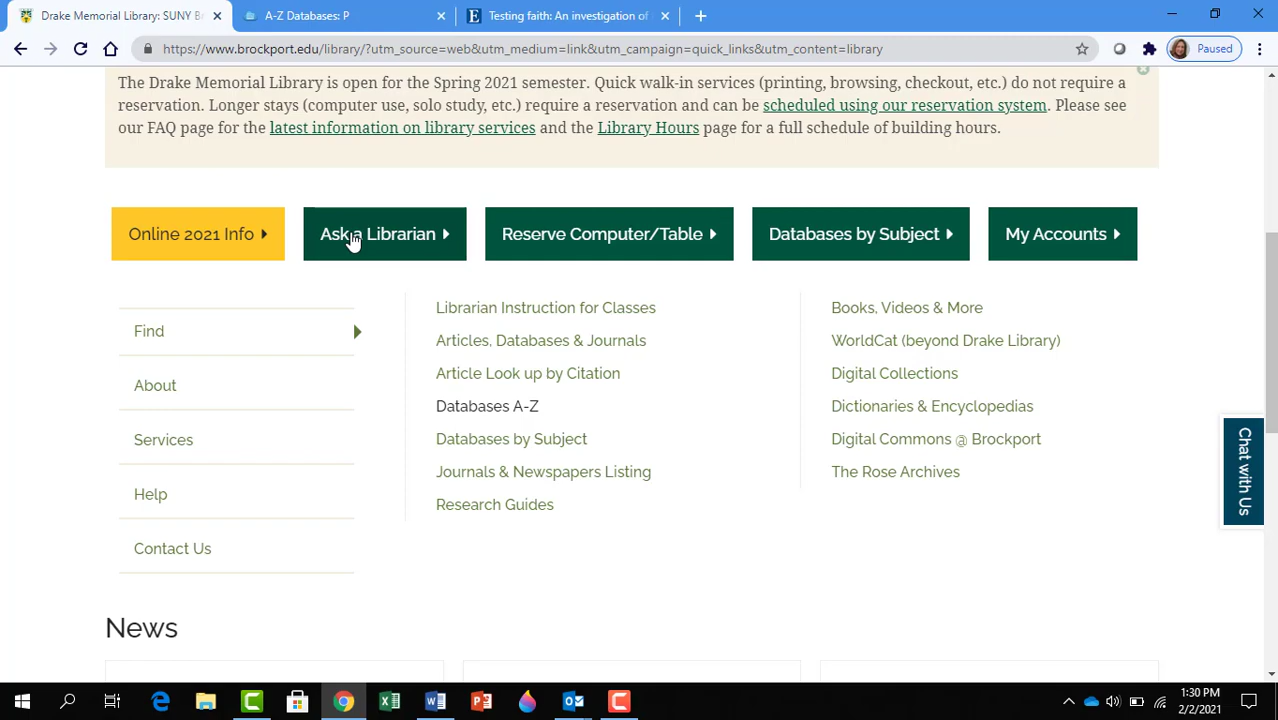 Drake Memorial Library: SUNY B
A-Z Databases: P
Testing faith: An investigation of
https://www.brockport.edu/library/?utm_source=web&utm_medium=link&utm_campaign=quick_links&utm_content=library
Paused
The Drake Memorial Library is open for the Spring 2021 semester. Quick walk-in services (printing, browsing, checkout, etc.) do not require a
reservation. Longer stays (computer use, solo study, etc.) require a reservation and can be scheduled using our reservation system. Please see
our FAQ page for the latest information on library services and the Library Hours page for a full schedule of building hours.
Online 2021 Info
Ask a Librarian
Reserve Computer/Table
Databases by Subject
My Accounts
Find
About
Services
Help
Contact Us
Librarian Instruction for Classes
Articles, Databases & Journals
Article Look up by Citation
Databases A-Z
Databases by Subject
Journals & Newspapers Listing
Research Guides
Books, Videos & More
WorldCat (beyond Drake Library)
Digital Collections
Dictionaries & Encyclopedias
Digital Commons @ Brockport
The Rose Archives
Chat with Us
News
1:30 PM
2/2/2021